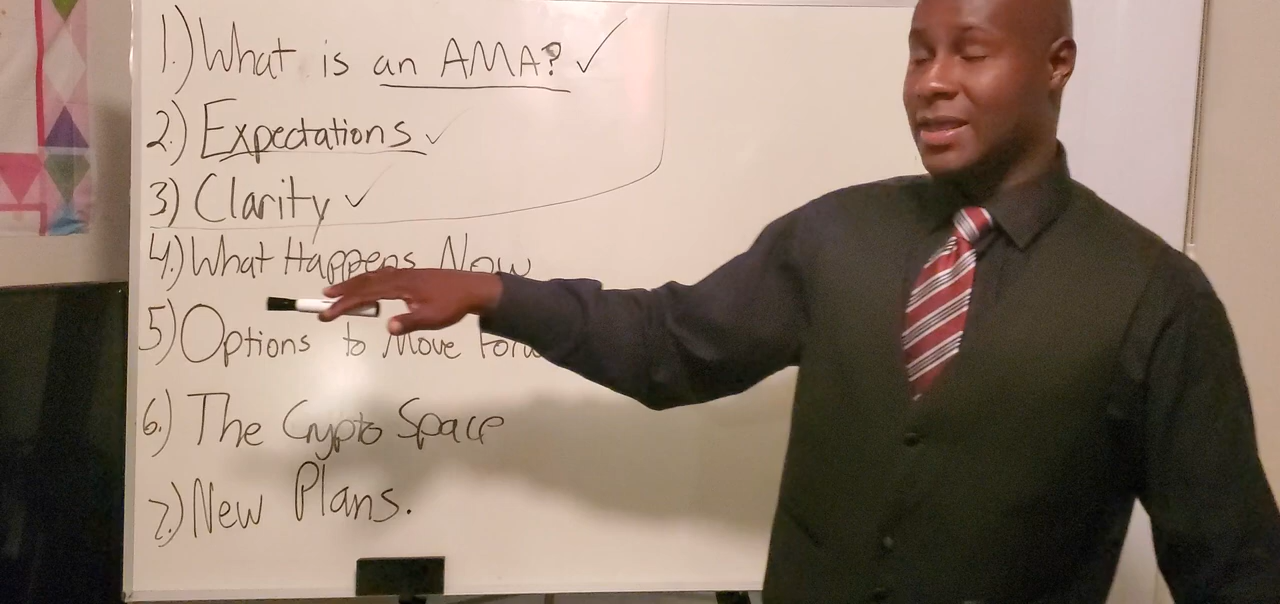 1.) What is an AMA? ✓
2.) Expectations ✓
3) Clarity ✓
4.) What Happens Now
5) Options to Move
6.) The Crypto Space
7.) New Plans.